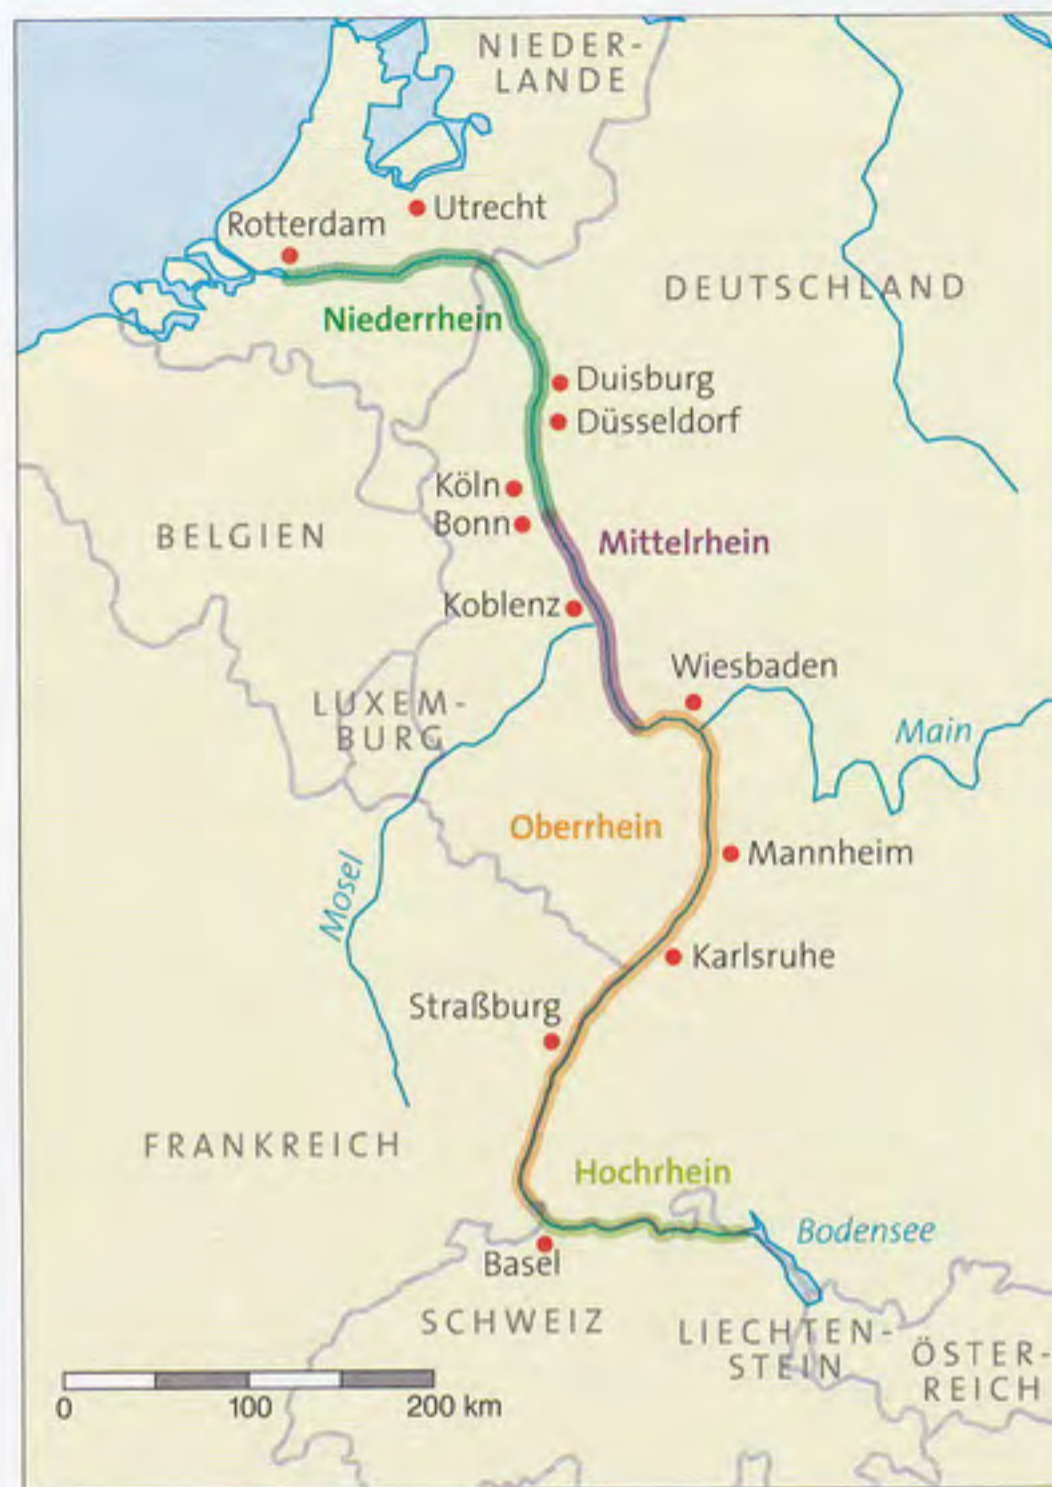 NIEDER-
LANDE
Utrecht
Rotterdam
DEUTSCHLAND
Niederrhein
Duisburg
Düsseldorf
Köln
Bonn
BELGIEN
Mittelrhein
Koblenz
Wiesbaden
LUXEM-
BURG
Main
Oberrhein
Mannheim
Mosel
Karlsruhe
Straßburg
FRANKREICH
Hochrhein
Bodensee
Basel
SCHWEIZ
LIECHTEN-
STEIN
ÖSTER-
REICH
0 100 200 km